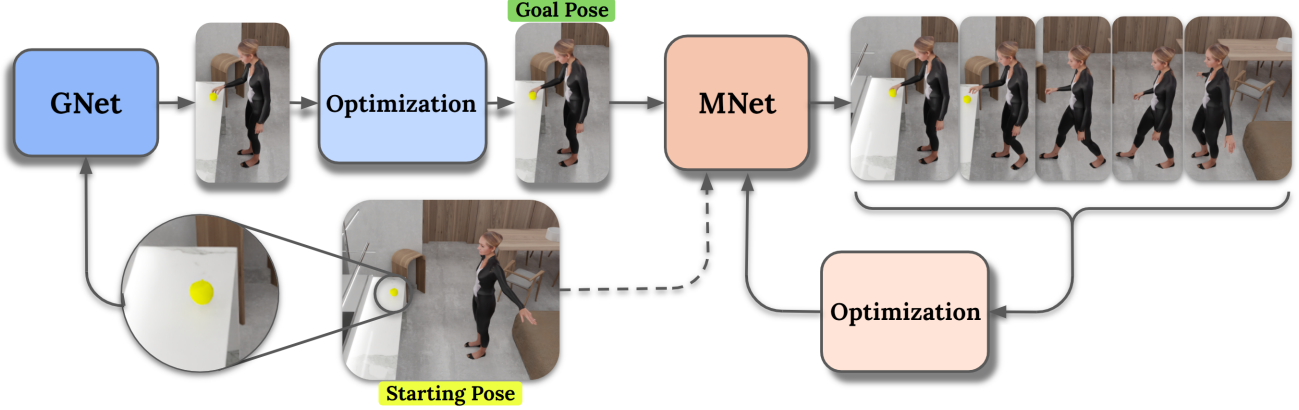 Goal Pose
GNet
Optimization
MNet
Optimization
Starting Pose